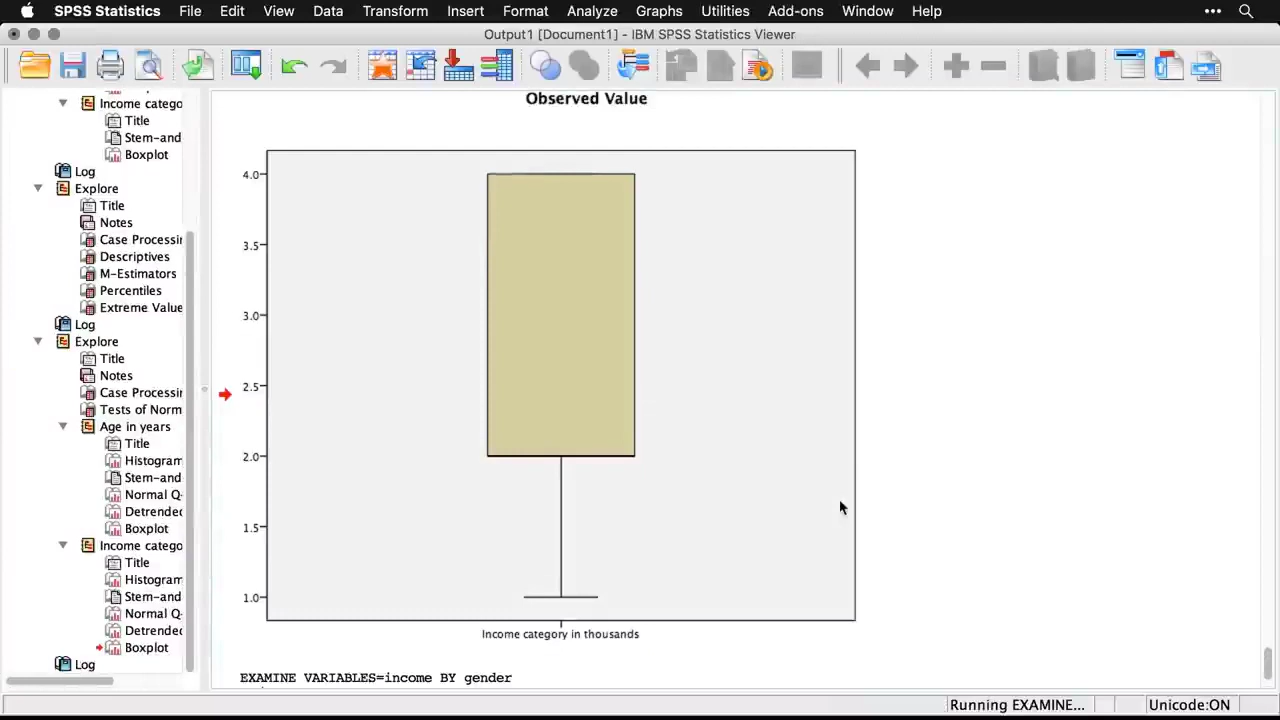 SPSS Statistics File Edit View Data Transform Insert Format Analyze Graphs Utilities Add-ons Window Help
Output1 [Document1] - IBM SPSS Statistics Viewer
Income catego
Title
Stem-and
Boxplot
Log
Explore
Title
Notes
Case Processin
Descriptives
M-Estimators
Percentiles
Extreme Value
Log
Explore
Title
Notes
Case Processin
Tests of Norm
Age in years
Title
Histogram
Stem-and
Normal Q-
Detrended
Boxplot
Income catego
Title
Histogram
Stem-and
Normal Q-
Detrended
Boxplot
Log
Observed Value
4.0
3.5
3.0
2.5
2.0
1.5
1.0
Income category in thousands
EXAMINE VARIABLES=income BY gender
Running EXAMINE... Unicode:ON